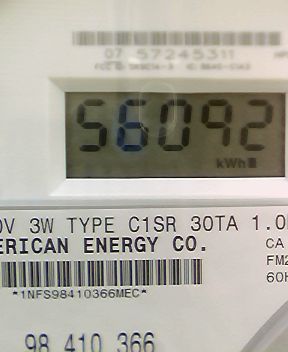 07 57245311
56092
kWh
0V 3W TYPE C1SR 30TA 1.0
ERICAN ENERGY CO.
CA
FM2
60H
*1NFS98410366MEC*
98 410 366